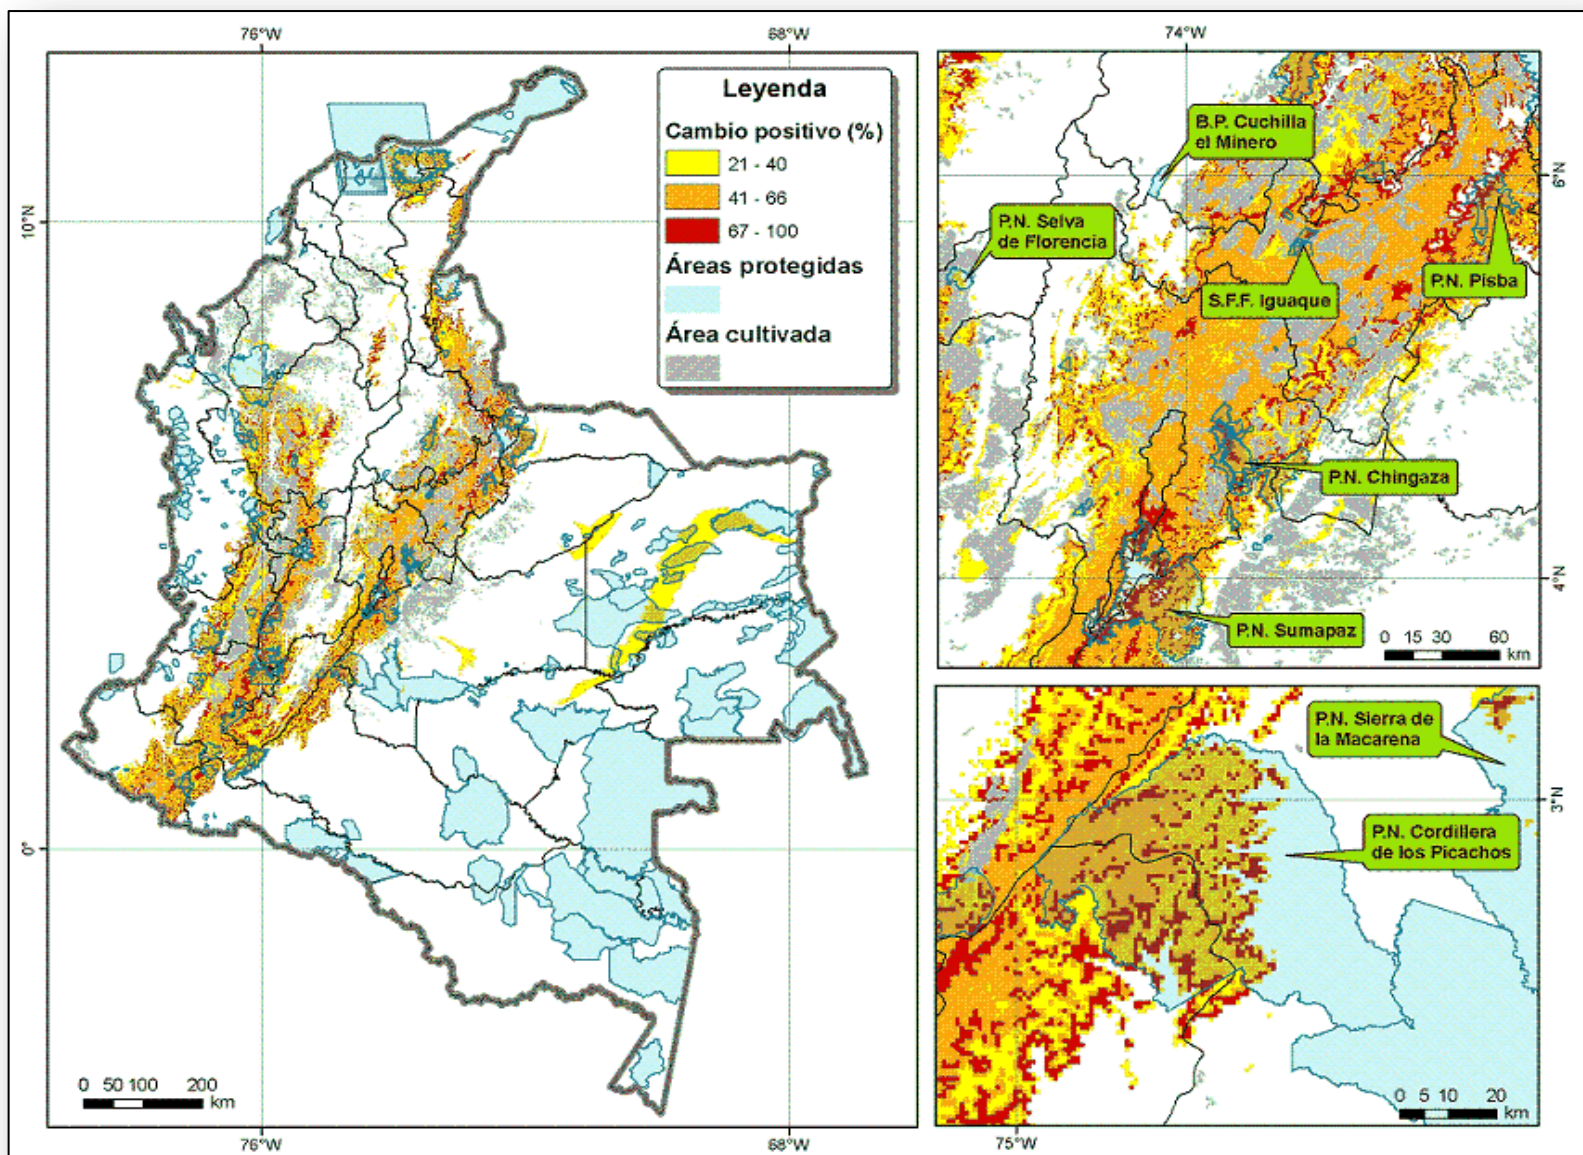 76°W
68°W
10°N
0°
Leyenda
Cambio positivo (%)
21 - 40
41 - 66
67 - 100
Áreas protegidas
Área cultivada
0 50 100 200
km
76°W
68°W
74°W
6°N
4°N
B.P. Cuchilla
el Minero
P.N. Selva
de Florencia
S.F.F. Iguaque
P.N. Pisba
P.N. Chingaza
P.N. Sumapaz
0 15 30 60
km
P.N. Sierra de
la Macarena
3°N
P.N. Cordillera
de los Picachos
0 5 10 20
km
75°W
75°W